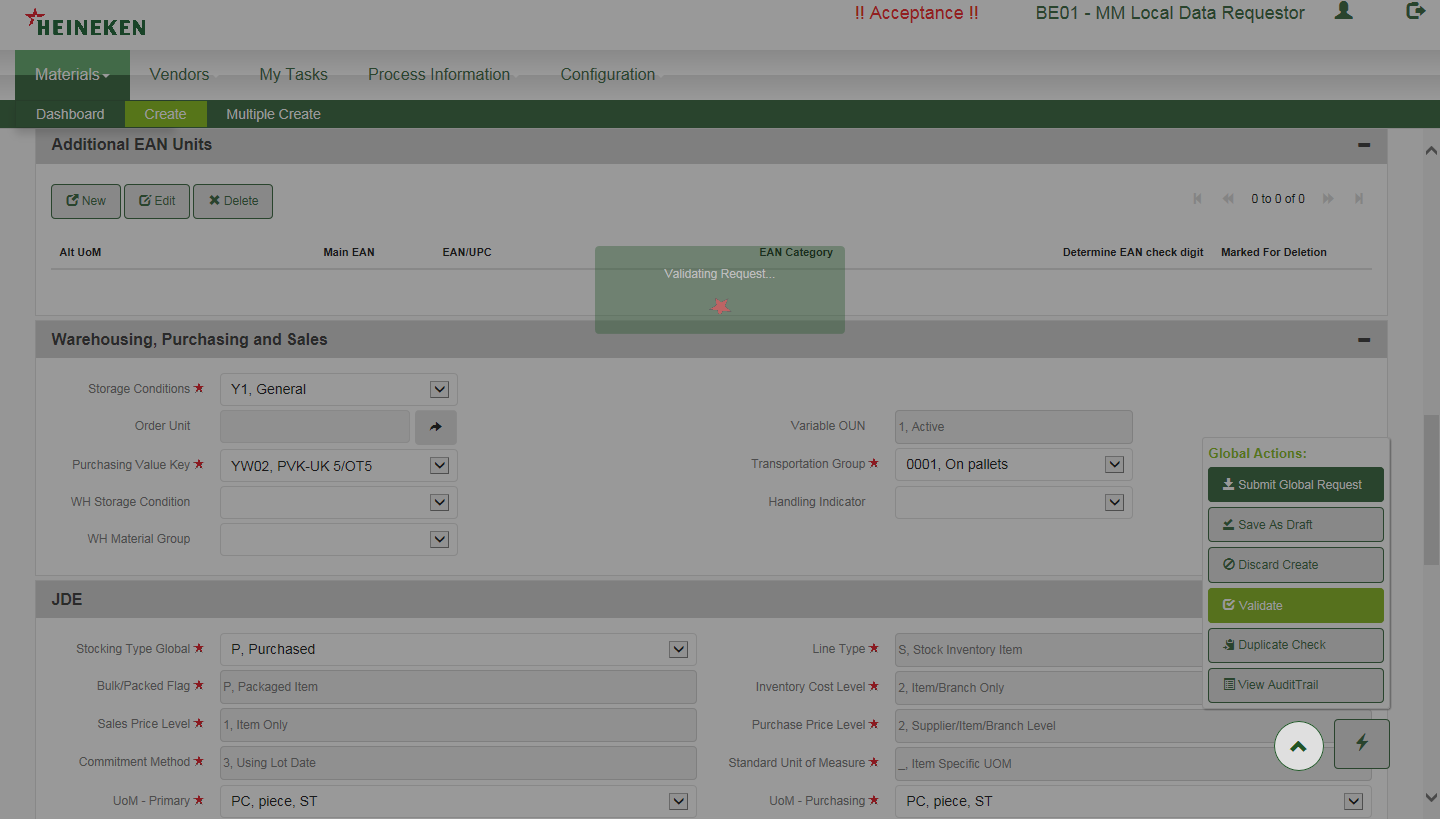 HEINEKEN
!! Acceptance !!
BE01 - MM Local Data Requestor
Materials
Vendors
My Tasks
Process Information
Configuration
Dashboard
Create
Multiple Create
Additional EAN Units
New
Edit
Delete
0 to 0 of 0
Alt UoM
Main EAN
EAN/UPC
EAN Category
Determine EAN check digit
Marked For Deletion
Validating Request...
Warehousing, Purchasing and Sales
Storage Conditions
Y1, General
Order Unit
Variable OUN
1, Active
Purchasing Value Key
YW02, PVK-UK 5/OT5
Transportation Group
0001, On pallets
WH Storage Condition
Handling Indicator
WH Material Group
Global Actions:
Submit Global Request
Save As Draft
Discard Create
Validate
Duplicate Check
View AuditTrail
JDE
Stocking Type Global
P, Purchased
Line Type
S, Stock Inventory Item
Bulk/Packed Flag
P, Packaged Item
Inventory Cost Level
2, Item/Branch Only
Sales Price Level
1, Item Only
Purchase Price Level
2, Supplier/Item/Branch Level
Commitment Method
3, Using Lot Date
Standard Unit of Measure
_, Item Specific UOM
UoM - Primary
PC, piece, ST
UoM - Purchasing
PC, piece, ST